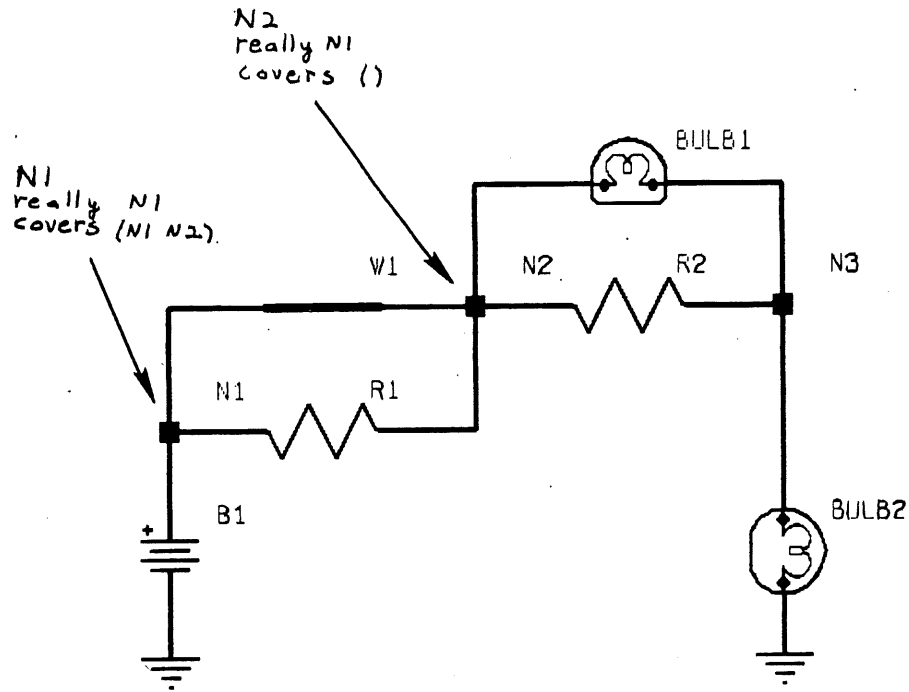 N2
really N1
covers ()
BULB1
N1
really N1
covers (N1 N2).
W1
N2
R2
N3
N1
R1
+
B1
BULB2